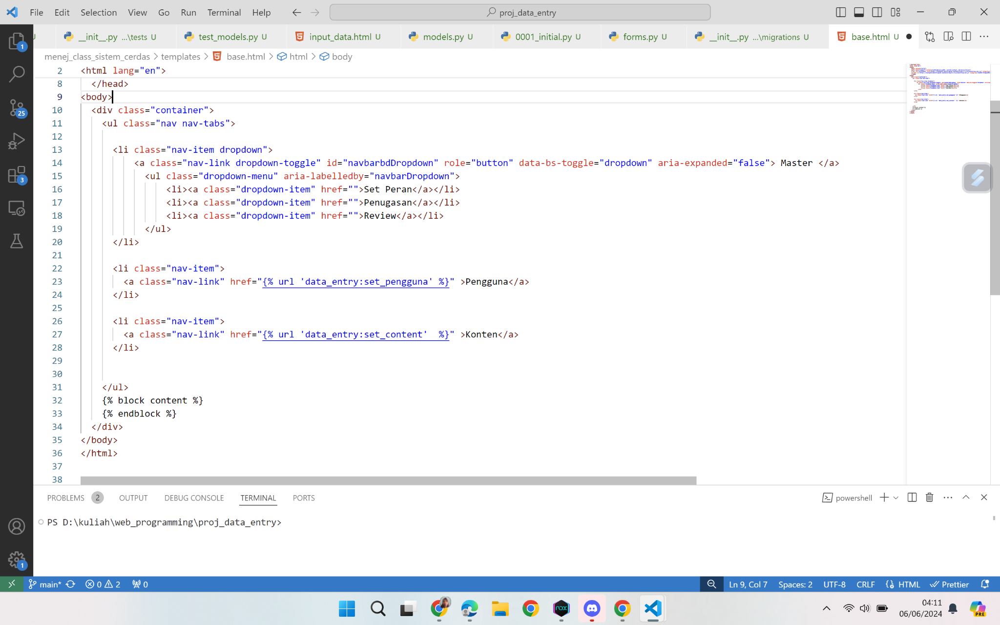 File Edit Selection View Go Run Terminal Help
proj_data_entry
__init__.py ...\tests U
test_models.py U
input_data.html U
models.py U
0001_initial.py U
forms.py U
__init__.py ...\migrations U
base.html U
menej_class_sistem_cerdas > templates > base.html > html > body
2 <html lang="en">
8 </head>
9 <body>
10 <div class="container">
11 <ul class="nav nav-tabs">
12
13 <li class="nav-item dropdown">
14 <a class="nav-link dropdown-toggle" id="navbarbdDropdown" role="button" data-bs-toggle="dropdown" aria-expanded="false"> Master </a>
15 <ul class="dropdown-menu" aria-labelledby="navbarDropdown">
16 <li><a class="dropdown-item" href="">Set Peran</a></li>
17 <li><a class="dropdown-item" href="">Penugasan</a></li>
18 <li><a class="dropdown-item" href="">Review</a></li>
19 </ul>
20 </li>
21
22 <li class="nav-item">
23 <a class="nav-link" href="{% url 'data_entry:set_pengguna' %}" >Pengguna</a>
24 </li>
25
26 <li class="nav-item">
27 <a class="nav-link" href="{% url 'data_entry:set_content'  %}" >Konten</a>
28 </li>
29
30
31 </ul>
32 {% block content %}
33 {% endblock %}
34 </div>
35 </body>
36 </html>
37
38
1
25
3
1
PROBLEMS 2 OUTPUT DEBUG CONSOLE TERMINAL PORTS
powershell
PS D:\kuliah\web_programming\proj_data_entry>
main* 0 2 0
Ln 9, Col 7 Spaces: 2 UTF-8 CRLF HTML Prettier
nox
04:11
06/06/2024
PRE